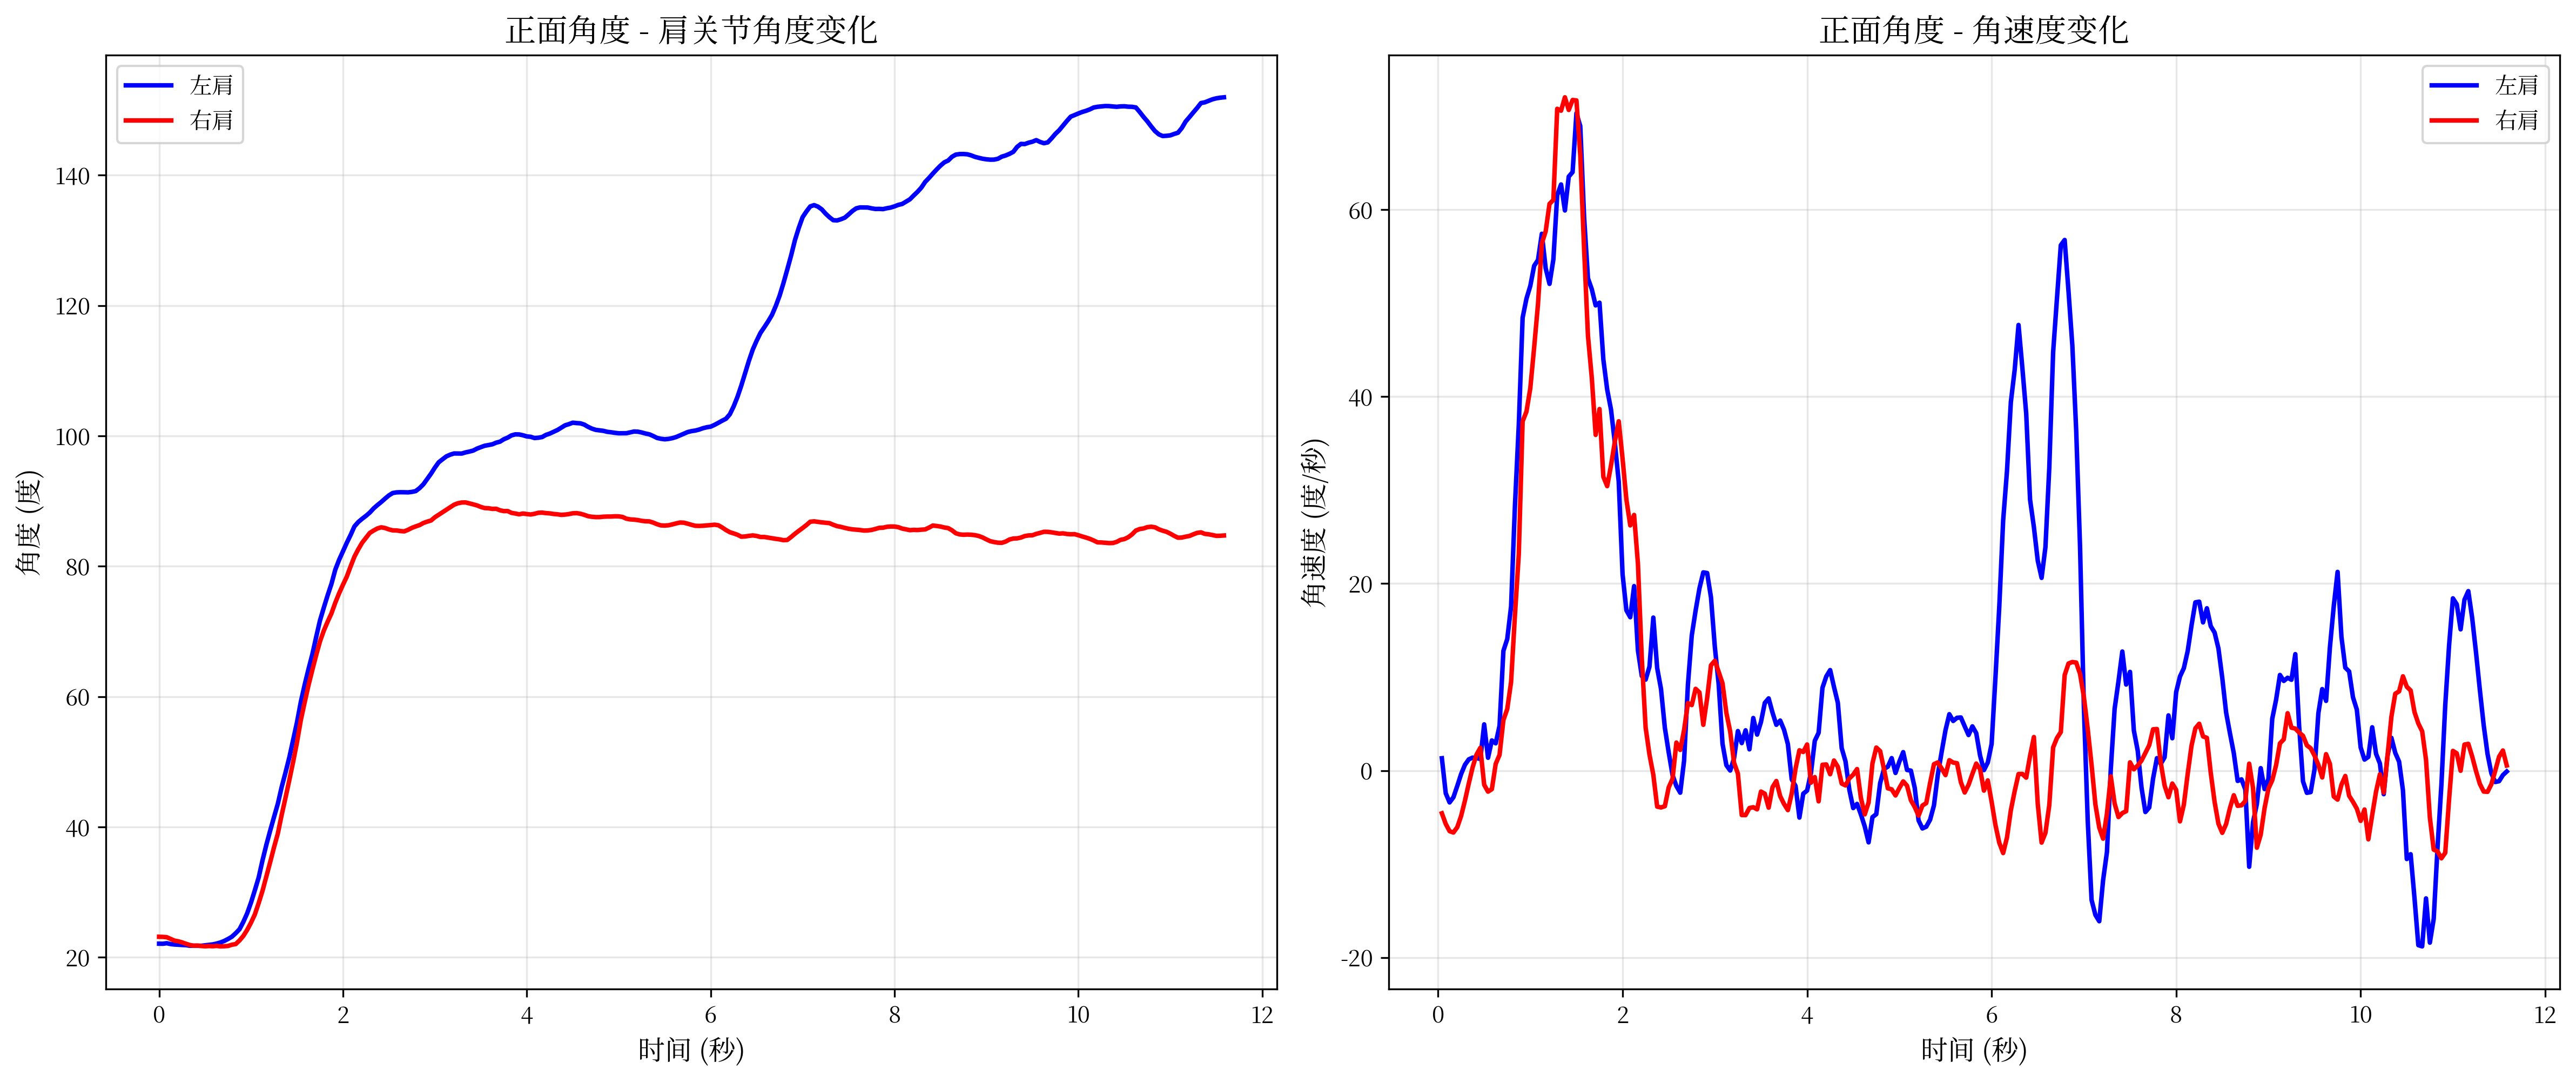 正面角度 - 肩关节角度变化
左肩
右肩
角度 (度)
140
120
100
80
60
40
20
0 2 4 6 8 10 12
时间 (秒)
正面角度 - 角速度变化
左肩
右肩
角速度 (度/秒)
60
40
20
0
-20
0 2 4 6 8 10 12
时间 (秒)